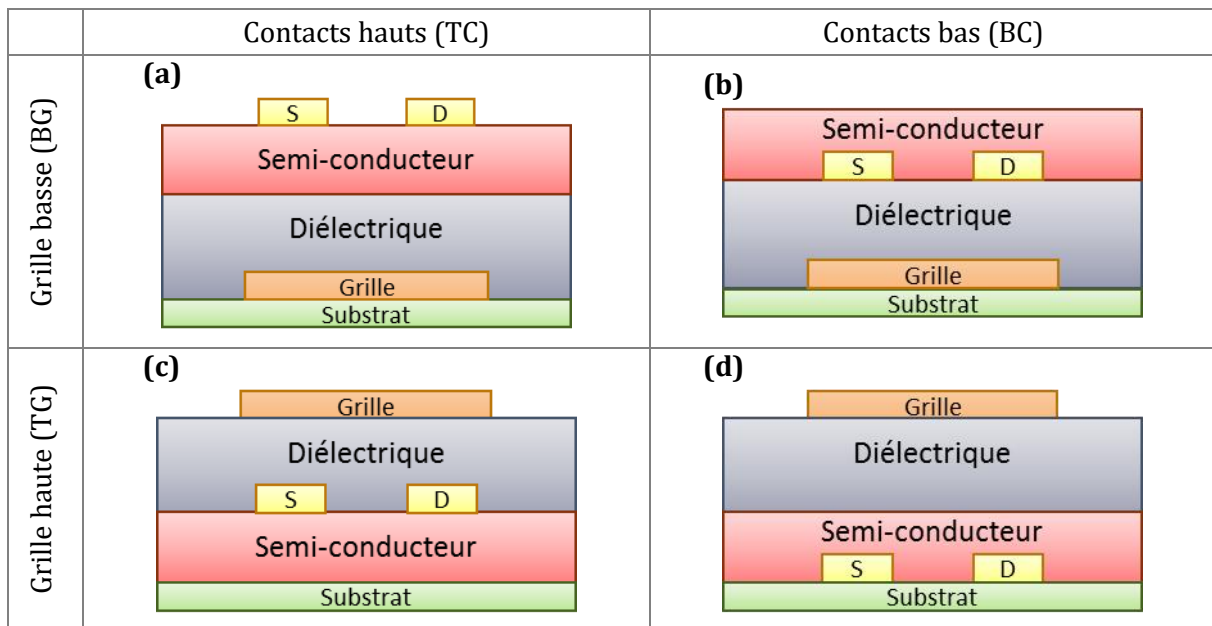 Contacts hauts (TC)
Contacts bas (BC)
Grille basse (BG)
(a)
S
D
Semi-conducteur
Diélectrique
Grille
Substrat
(b)
Semi-conducteur
S
D
Diélectrique
Grille
Substrat
Grille haute (TG)
(c)
Grille
Diélectrique
S
D
Semi-conducteur
Substrat
(d)
Grille
Diélectrique
Semi-conducteur
S
D
Substrat